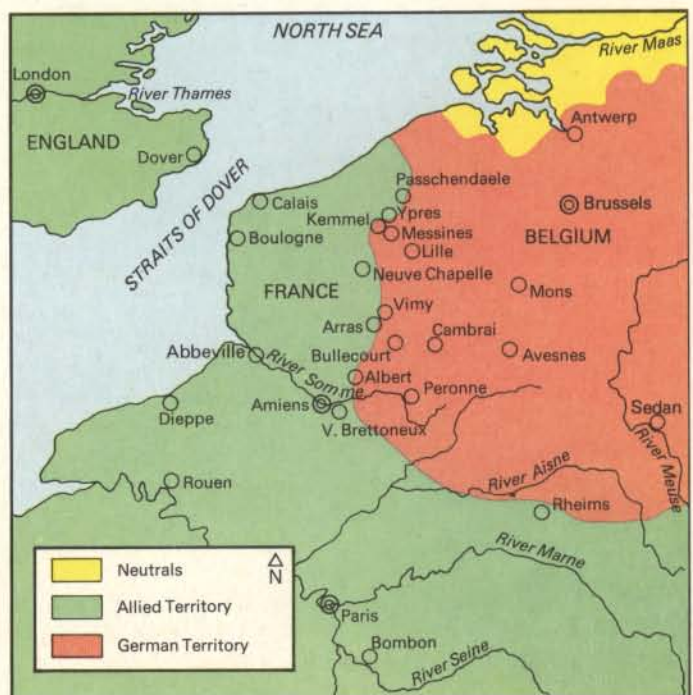 NORTH SEA
River Maas
London
River Thames
Antwerp
ENGLAND
Dover
Passchendaele
STRAITS OF DOVER
Calais
Ypres
Brussels
Kemmel
Messines
BELGIUM
Boulogne
Lille
Neuve Chapelle
FRANCE
Mons
Vimy
Arras
Cambrai
Abbeville
Bullecourt
Avesnes
River Somme
Albert
Peronne
Dieppe
Amiens
Sedan
V. Brettoneux
River Meuse
River Aisne
Rouen
Rheims
River Marne
Neutrals
N
Allied Territory
Paris
German Territory
Bombon
River Seine